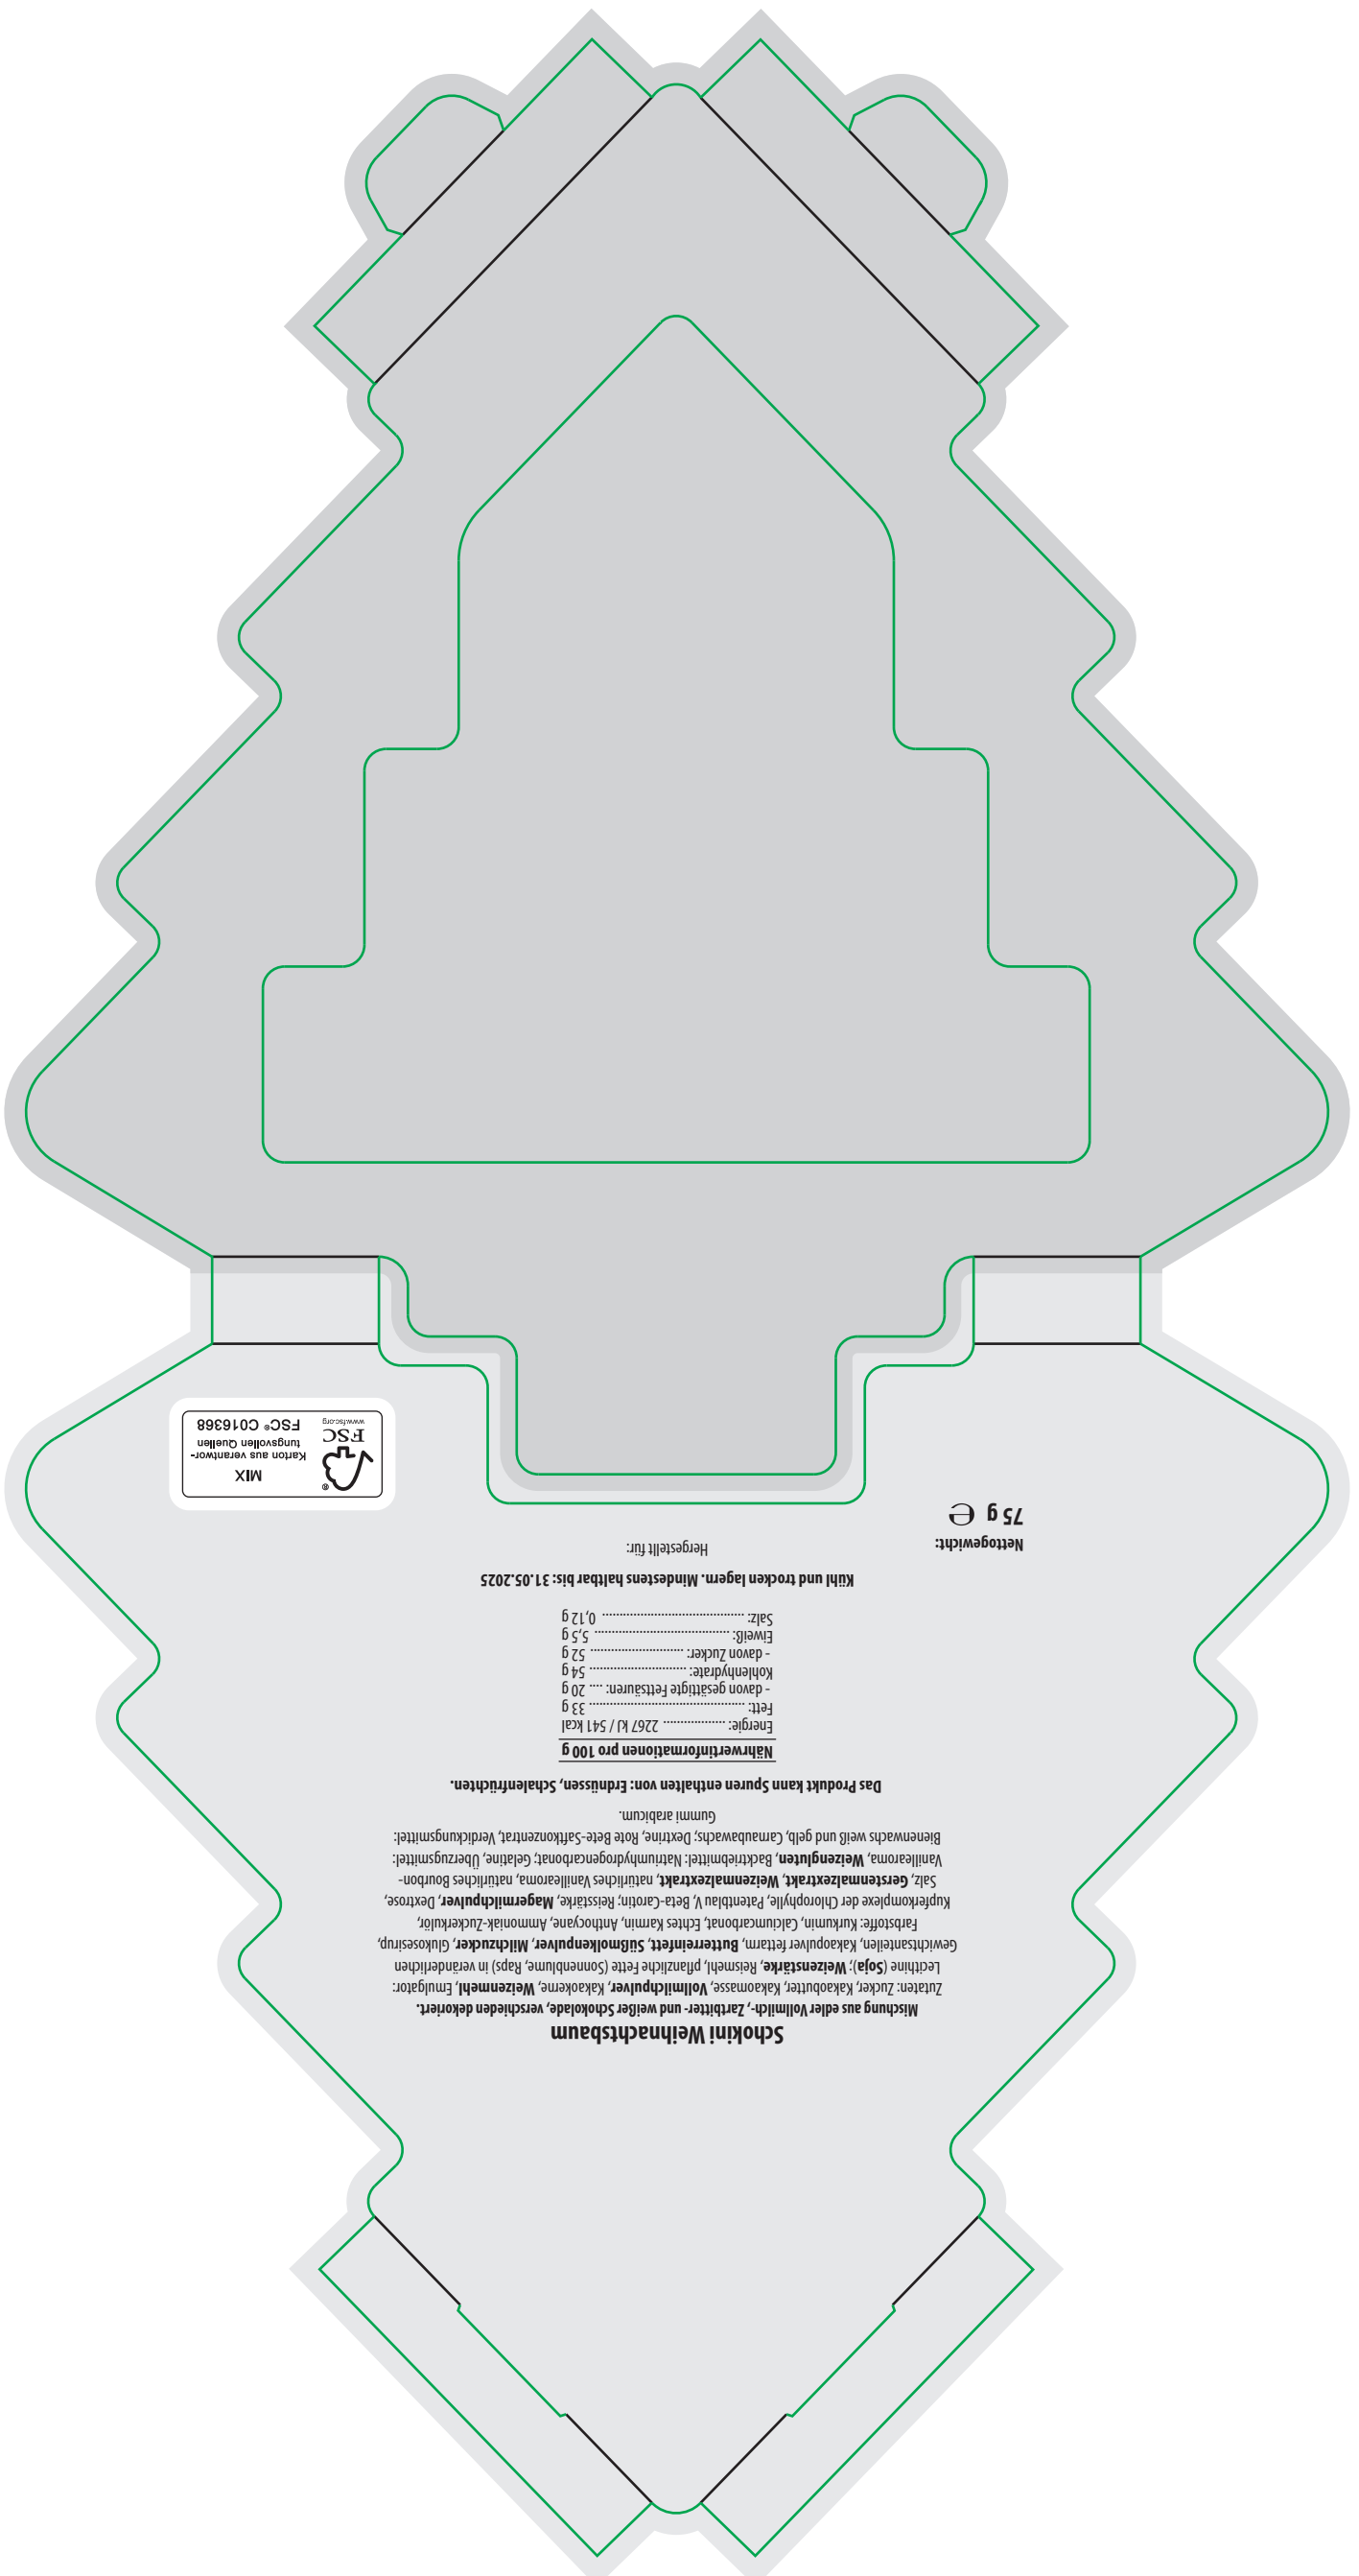 Schokini Weihnachtsbaum
Mischung aus edler Vollmilch-, Zartbitter- und weißer Schokolade, verschieden dekoriert.
Zutaten: Zucker, Kakaobutter, Kakaomasse, Vollmilchpulver, Kakaokerne, Weizenmehl, Emulgator:
Lecithine (Soja); Weizenstärke, Reismehl, pflanzliche Fette (Sonnenblume, Raps) in veränderlichen
Gewichtsanteilen, Kakaopulver fettarm, Butterreinfett, Süßmolkenpulver, Milchzucker, Glukosesirup,
Farbstoffe: Kurkumin, Calciumcarbonat, Echtes Karmin, Anthocyane, Ammoniak-Zuckerkulör,
Kupferkomplexe der Chlorophylle, Patentblau V, Beta-Carotin; Reisstärke, Magermilchpulver, Dextrose,
Salz, Gerstenmalzextrakt, Weizenmalzextrakt, natürliches Vanillearoma, natürliches Bourbon-
Vanillearoma, Weizengluten, Backtriebmittel: Natriumhydrogencarbonat; Gelatine, Überzugsmittel:
Bienenwachs weiß und gelb, Carnaubawachs; Dextrine, Rote Bete-Saftkonzentrat, Verdickungsmittel:
Gummi arabicum.
Das Produkt kann Spuren enthalten von: Erdnüssen, Schalenfrüchten.
Nährwertinformationen pro 100 g
Energie: ................. 2267 kJ / 541 kcal
Fett: ........................................... 33 g
- davon gesättigte Fettsäuren: .... 20 g
Kohlenhydrate: ........................... 54 g
- davon Zucker: .......................... 52 g
Eiweiß: ..................................... 5,5 g
Salz: ....................................... 0,12 g
Kühl und trocken lagern. Mindestens haltbar bis: 31.05.2025
Hergestellt für:
Nettogewicht:
75 g ℮
®
FSC
www.fsc.org
MIX
Karton aus verantwor-
tungsvollen Quellen
FSC® C016368